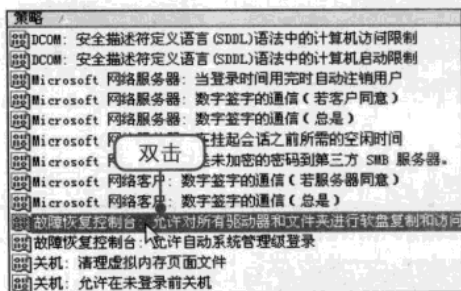 策略
DCOM: 安全描述符定义语言(SDDL)语法中的计算机访问限制
DCOM: 安全描述符定义语言(SDDL)语法中的计算机启动限制
Microsoft 网络服务器: 当登录时间用完时自动注销用户
Microsoft 网络服务器: 数字签字的通信(若客户同意)
Microsoft 网络服务器: 数字签字的通信(总是)
Microsoft 网络 挂起会话之前所需的空闲时间
双击
Microsoft 网络 未加密的密码到第三方 SMB 服务器。
Microsoft 网络客户: 数字签字的通信(若服务器同意)
Microsoft 网络客户: 数字签字的通信(总是)
故障恢复控制台: 允许对所有驱动器和文件夹进行软盘复制和访问
故障恢复控制台: 允许自动系统管理级登录
关机: 清理虚拟内存页面文件
关机: 允许在未登录前关机